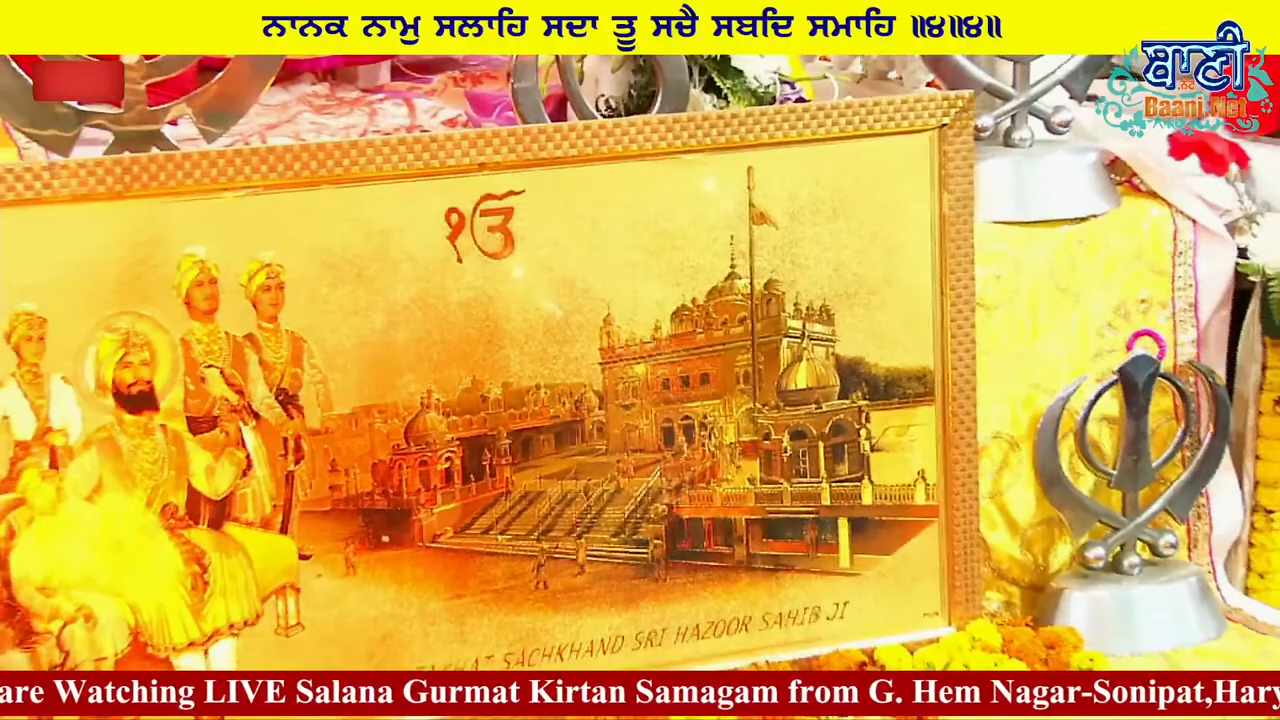 ਨਾਨਕ ਨਾਮੁ ਸਲਾਹਿ ਸਦਾ ਤੂ ਸਚੈ ਸਬਦਿ ਸਮਾਹਿ ॥੪॥੪॥
ਬਾਣੀ
Baani.Net
ੴ
SACHKHAND SRI HAZOOR SAHIB JI
are Watching LIVE Salana Gurmat Kirtan Samagam from G. Hem Nagar-Sonipat,Hary